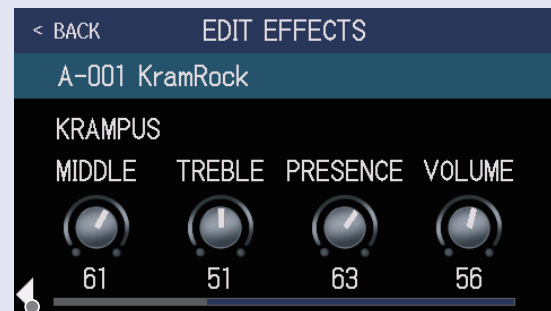 < BACK EDIT EFFECTS
A-001 KramRock
KRAMPUS
MIDDLE TREBLE PRESENCE VOLUME
61 51 63 56